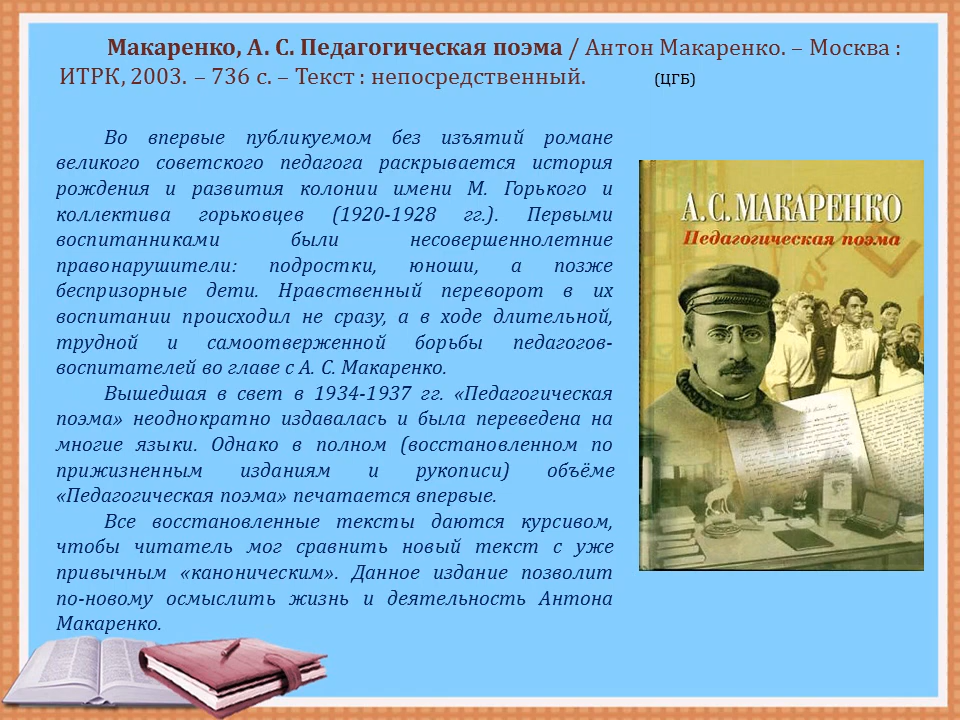 Макаренко, А. С. Педагогическая поэма / Антон Макаренко. – Москва :
ИТРК, 2003. – 736 с. – Текст : непосредственный. (ЦГБ)
Во впервые публикуемом без изъятий романе
великого советского педагога раскрывается история
рождения и развития колонии имени М. Горького и
коллектива горьковцев (1920-1928 гг.). Первыми
воспитанниками были несовершеннолетние
правонарушители: подростки, юноши, а позже
беспризорные дети. Нравственный переворот в их
воспитании происходил не сразу, а в ходе длительной,
трудной и самоотверженной борьбы педагогов-
воспитателей во главе с А. С. Макаренко.
Вышедшая в свет в 1934-1937 гг. «Педагогическая
поэма» неоднократно издавалась и была переведена на
многие языки. Однако в полном (восстановленном по
прижизненным изданиям и рукописи) объёме
«Педагогическая поэма» печатается впервые.
Все восстановленные тексты даются курсивом,
чтобы читатель мог сравнить новый текст с уже
привычным «каноническим». Данное издание позволит
по-новому осмыслить жизнь и деятельность Антона
Макаренко.
А.С.МАКАРЕНКО
Педагогическая поэма